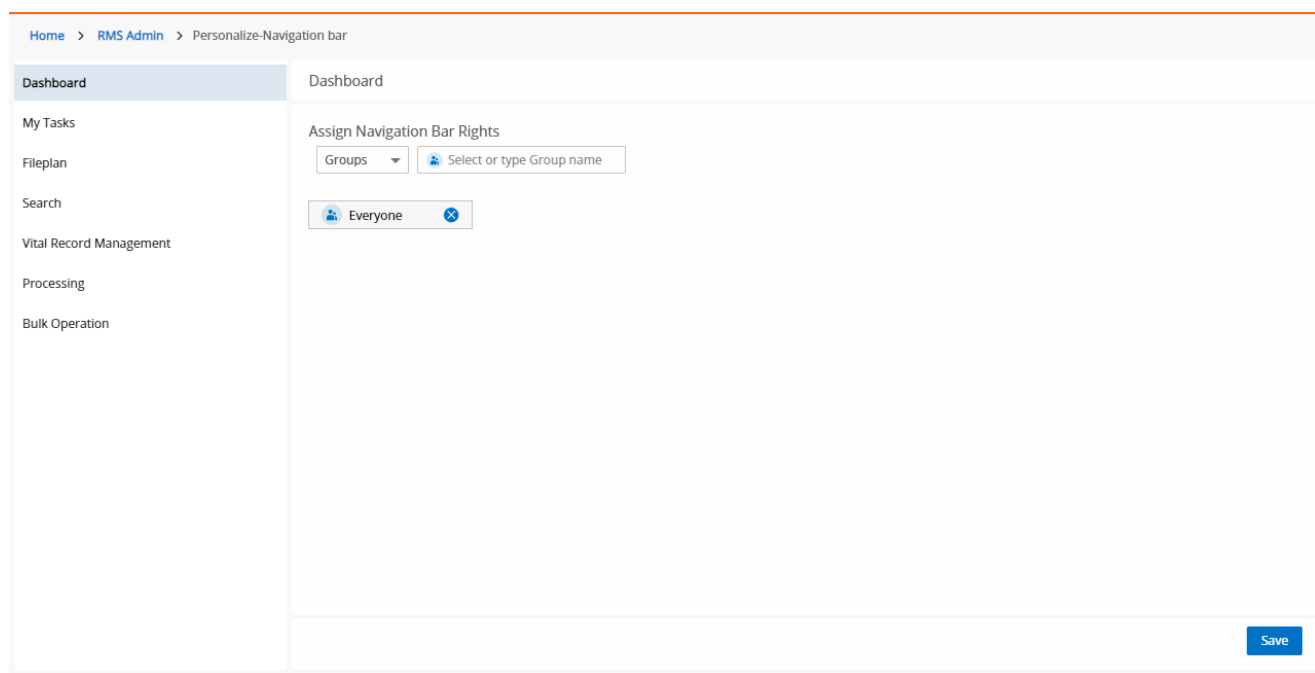 Home > RMS Admin > Personalize-Navigation bar
Dashboard
My Tasks
Fileplan
Search
Vital Record Management
Processing
Bulk Operation
Dashboard
Assign Navigation Bar Rights
Groups Select or type Group name
Everyone
Save